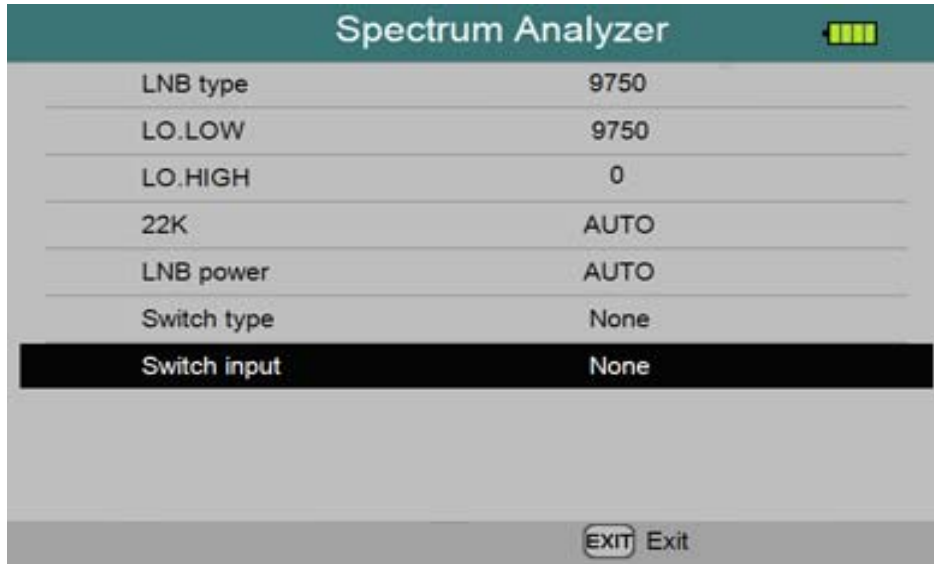 Spectrum Analyzer
LNB type 9750
LO.LOW 9750
LO.HIGH 0
22K AUTO
LNB power AUTO
Switch type None
Switch input None
EXIT Exit